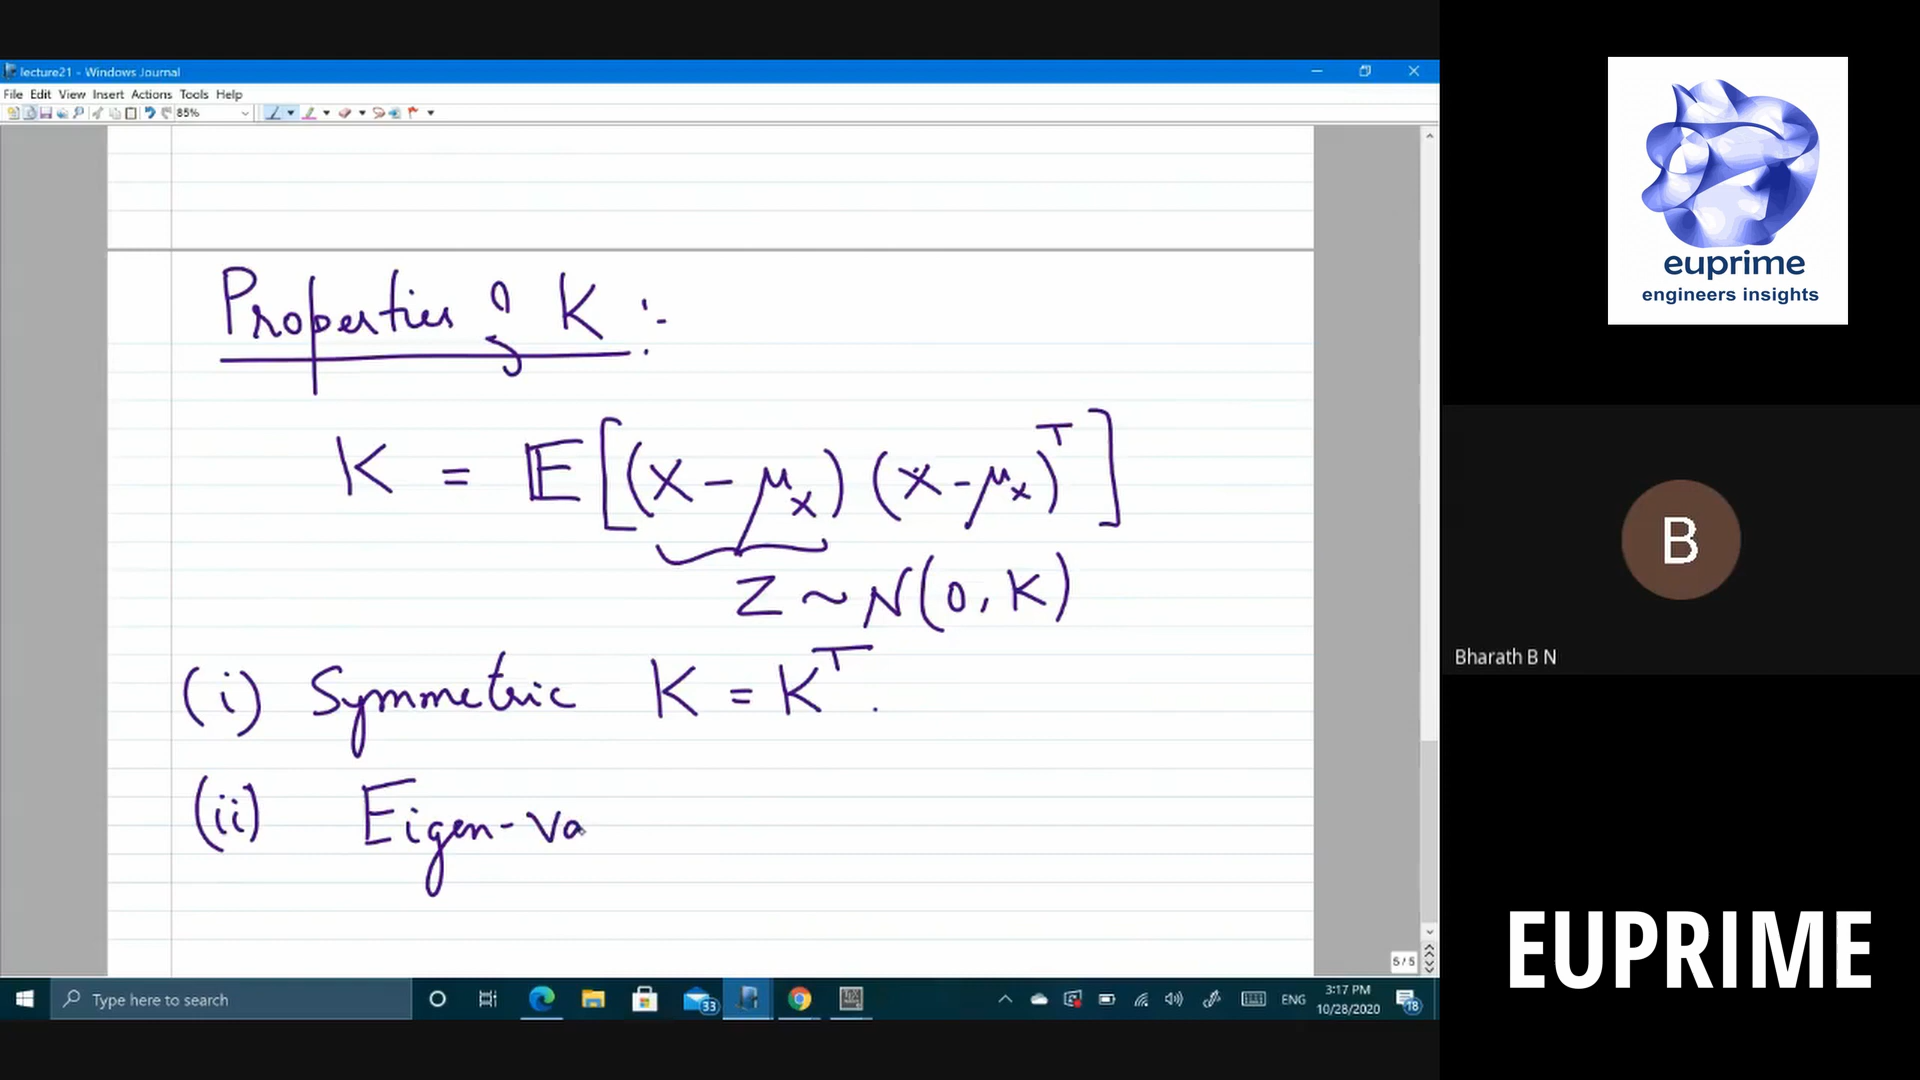 lecture21 - Windows Journal
File Edit View Insert Actions Tools Help
85%
Properties of K :-
K = E[(X - μx) (x - μx)^T]
Z ~ N(0, K)
(i) Symmetric K = K^T.
(ii) Eigen-va
5 / 5
Type here to search
33
ENG
3:17 PM
10/28/2020
18
euprime
engineers insights
B
Bharath B N
EUPRIME